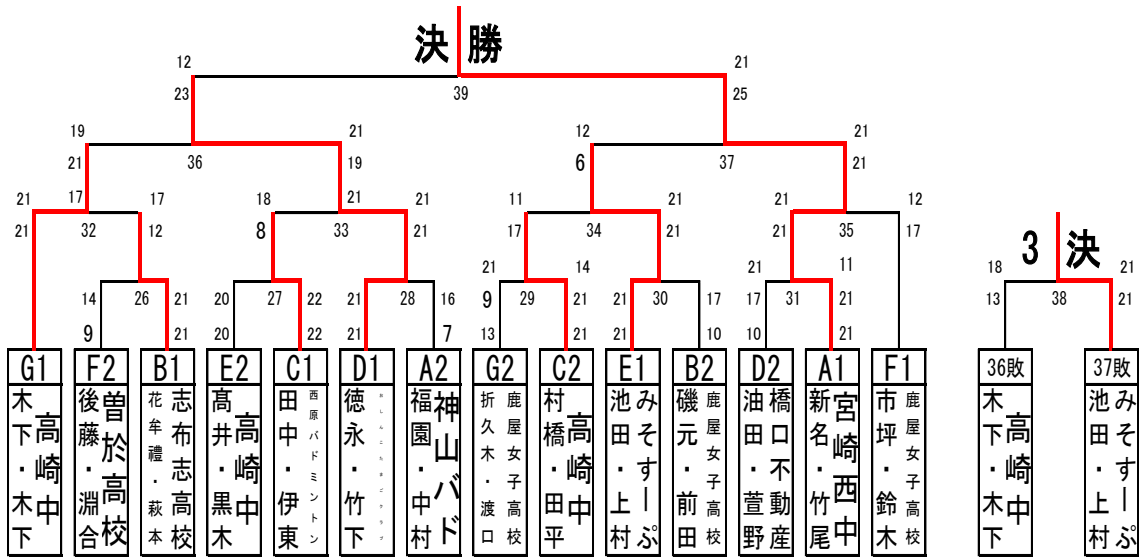 決 勝
12 21
23 39 25
19 21 12 21
21 36 19 6 37 21
21 17 17 18 21 21 11 21 21 12
21 32 12 8 33 21 17 34 21 21 35 17
21 14 21 11
14 26 21 20 27 22 21 28 16 9 29 21 21 30 17 17 31 21
9 21 20 22 21 7 13 21 21 10 10 21
3 決
18 21
13 38 21
G1 F2 B1 E2 C1 D1 A2 G2 C2 E1 B2 D2 A1 F1 36敗 37敗
高崎中
木下・木下
曽於高校
後藤・淵合
志布志高校
花牟禮・萩本
高崎中
髙井・黒木
西原バドミントン
田中・伊東
徳永・竹下
神山バド
福園・中村
鹿屋女子高校
折久木・渡口
高崎中
村橋・田平
みそすーぷ
池田・上村
鹿屋女子高校
磯元・前田
橋口不動産
油田・萱野
宮崎西中
新名・竹尾
鹿屋女子高校
市坪・鈴木
高崎中
木下・木下
みそすーぷ
池田・上村